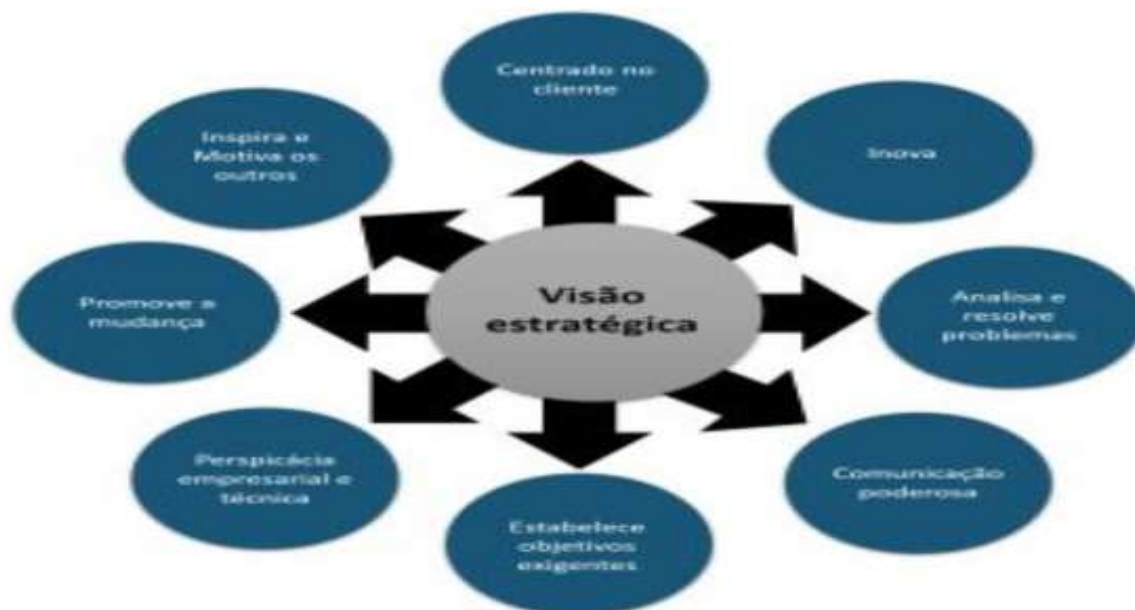 Centrado no
cliente
Inova
Analisa e
resolve
problemas
Comunicação
poderosa
Estabelece
objetivos
exigentes
Perspicácia
empresarial e
técnica
Promove a
mudança
Inspira e
Motiva os
outros
Visão
estratégica